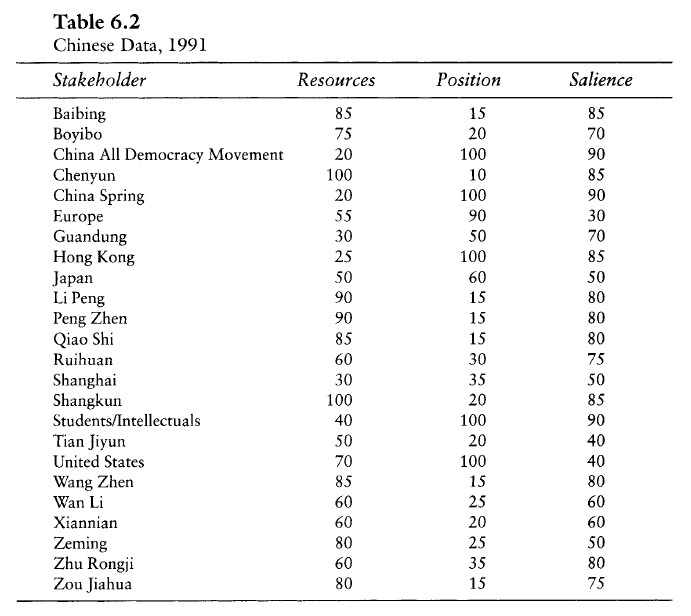 Table 6.2
Chinese Data, 1991
Stakeholder Resources Position Salience
Baibing 85 15 85
Boyibo 75 20 70
China All Democracy Movement 20 100 90
Chenyun 100 10 85
China Spring 20 100 90
Europe 55 90 30
Guandung 30 50 70
Hong Kong 25 100 85
Japan 50 60 50
Li Peng 90 15 80
Peng Zhen 90 15 80
Qiao Shi 85 15 80
Ruihuan 60 30 75
Shanghai 30 35 50
Shangkun 100 20 85
Students/Intellectuals 40 100 90
Tian Jiyun 50 20 40
United States 70 100 40
Wang Zhen 85 15 80
Wan Li 60 25 60
Xiannian 60 20 60
Zeming 80 25 50
Zhu Rongji 60 35 80
Zou Jiahua 80 15 75